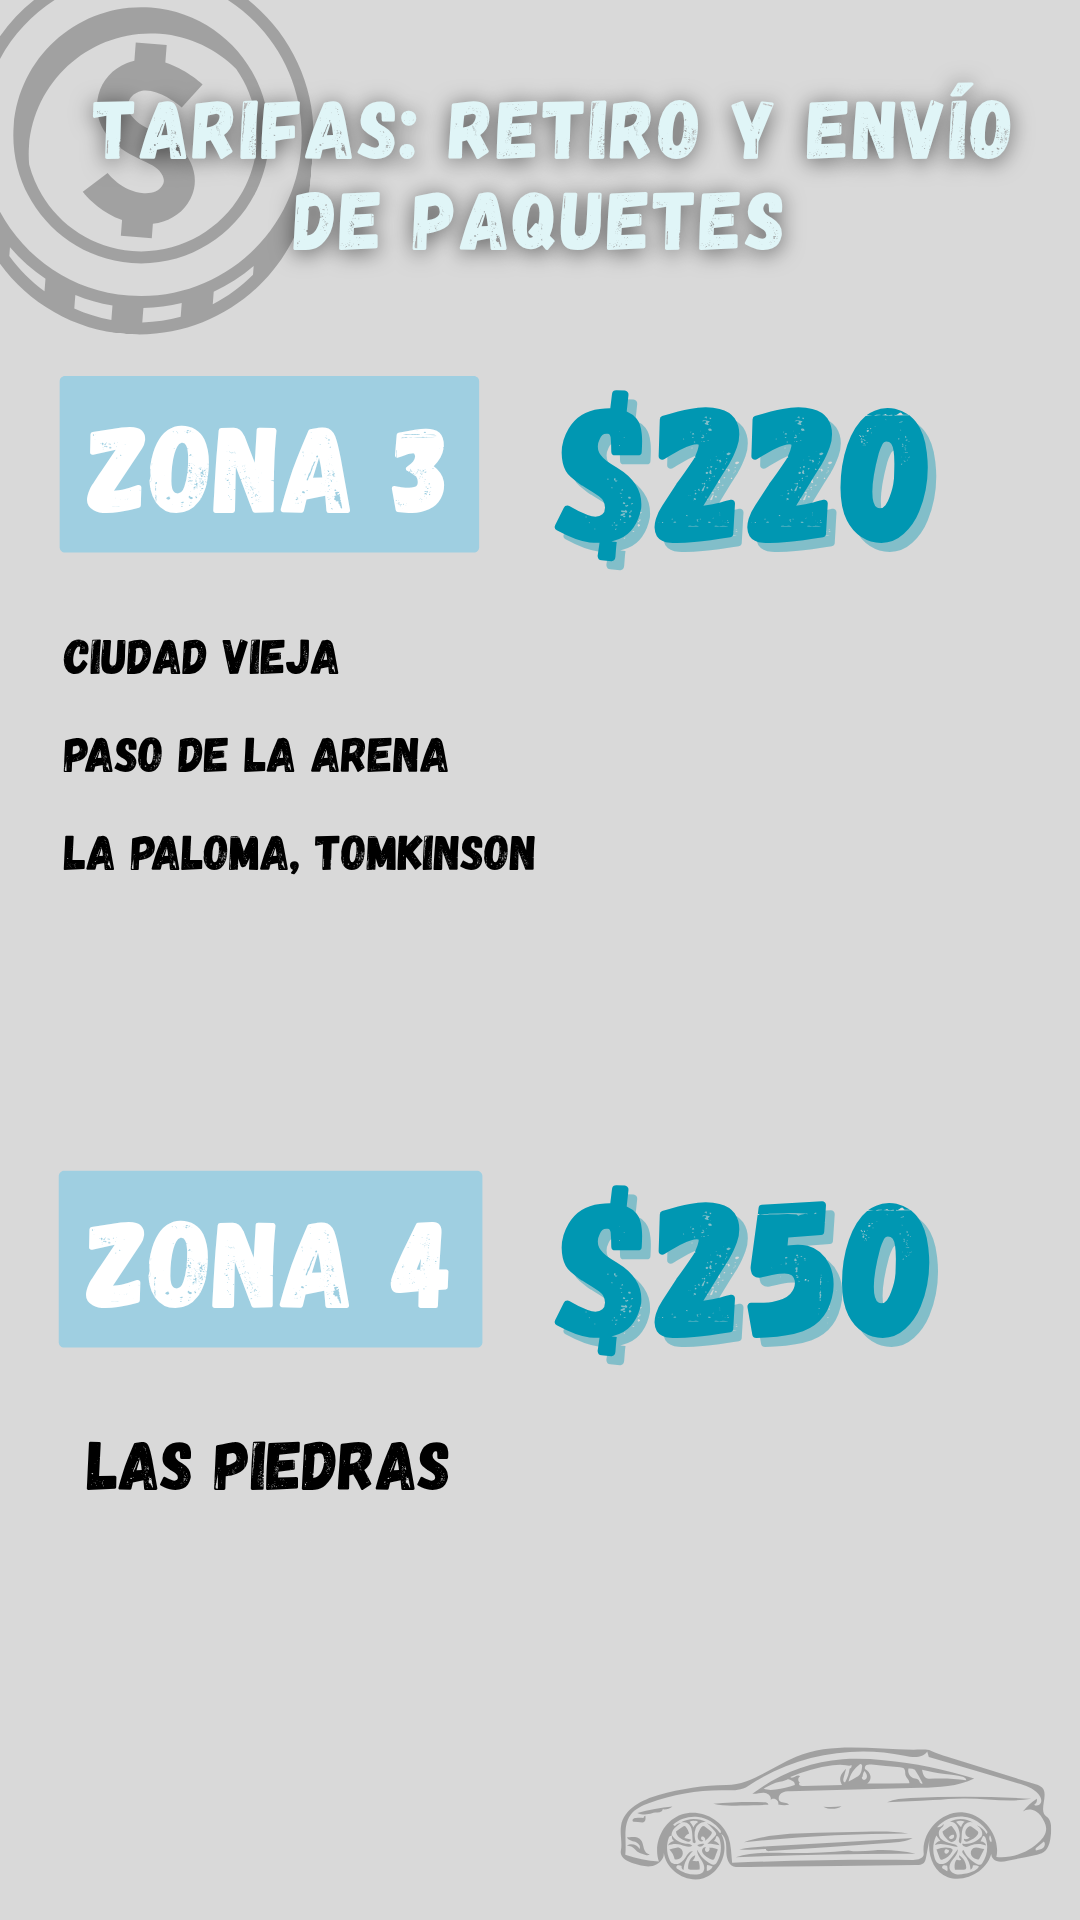 TARIFAS: RETIRO Y ENVÍO
DE PAQUETES
ZONA 3
$220
CIUDAD VIEJA
PASO DE LA ARENA
LA PALOMA, TOMKINSON
ZONA 4
$250
LAS PIEDRAS